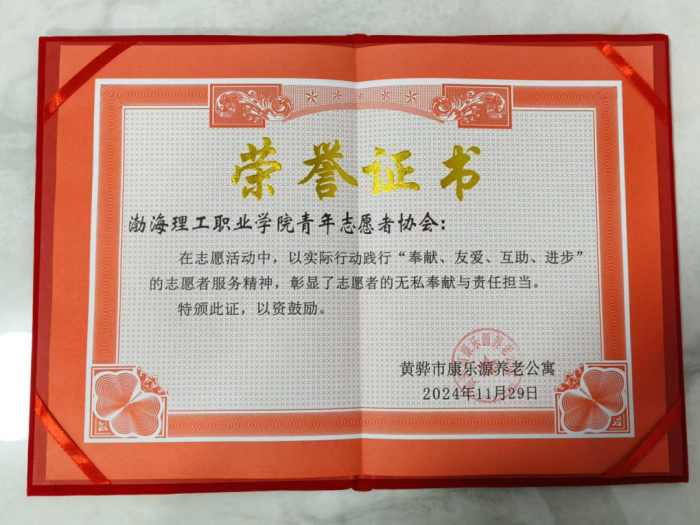 荣誉证书
渤海理工职业学院青年志愿者协会：
在志愿活动中，以实际行动践行“奉献、友爱、互助、进步”
的志愿者服务精神，彰显了志愿者的无私奉献与责任担当。
特颁此证，以资鼓励。
黄骅市康乐源养老公寓
2024年11月29日